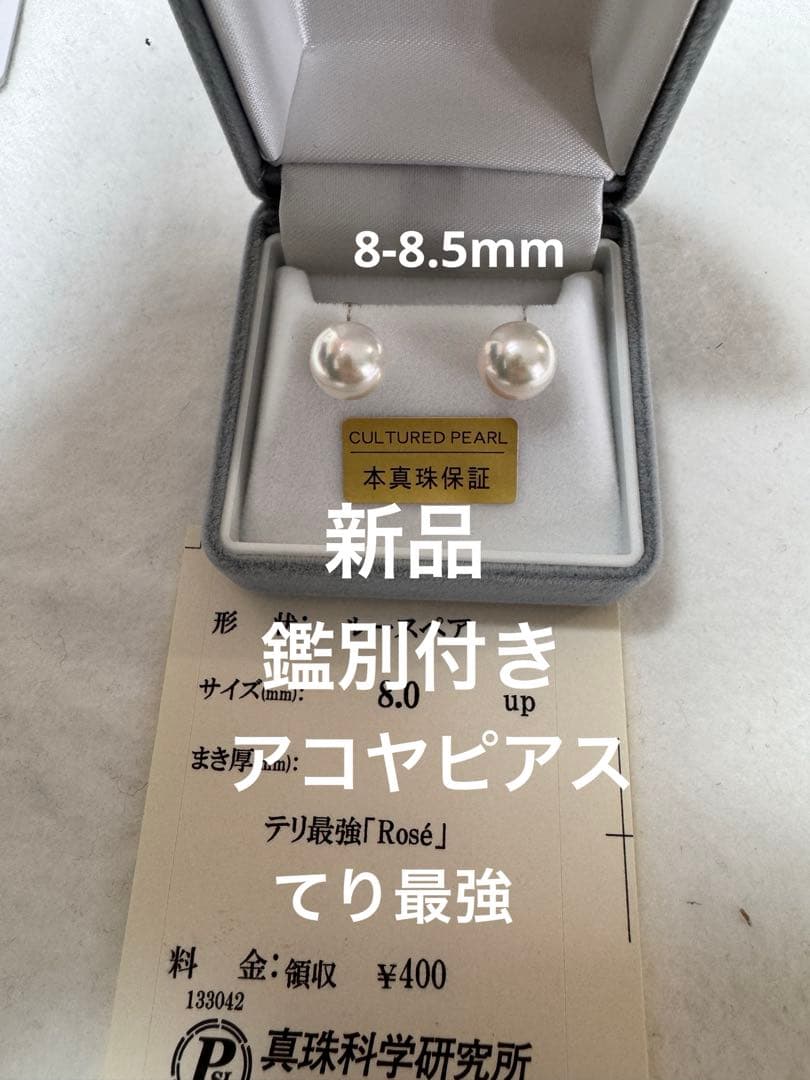 8-8.5mm
CULTURED PEARL
本真珠保証
新品
形 状:
鑑別付き
サイズ(mm): 8.0 up
アコヤピアス
まき厚(mm):
テリ最強「Rosé」
てり最強
料 金:領収 ¥400
133042
真珠科学研究所